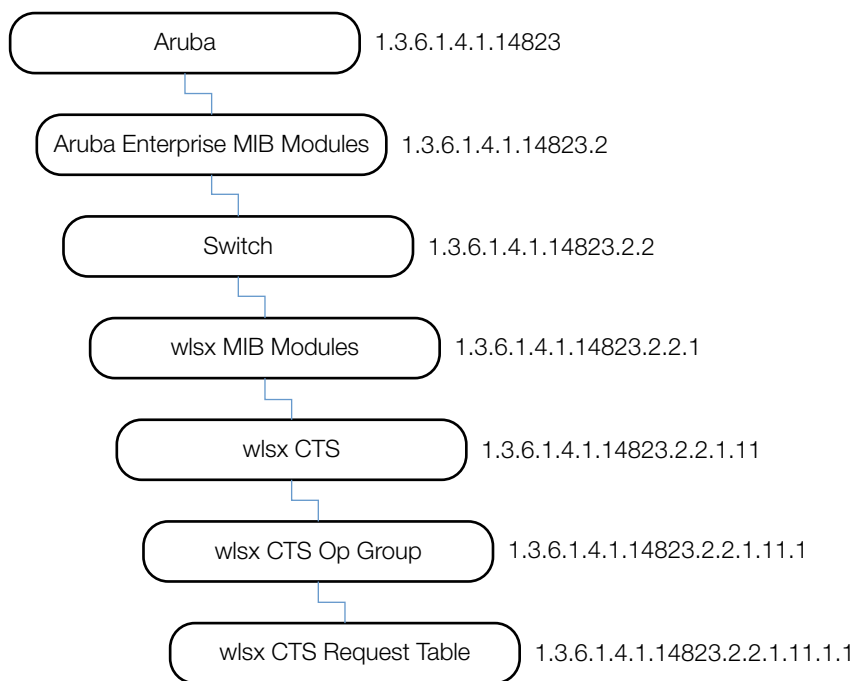 Aruba 1.3.6.1.4.1.14823
Aruba Enterprise MIB Modules 1.3.6.1.4.1.14823.2
Switch 1.3.6.1.4.1.14823.2.2
wlsx MIB Modules 1.3.6.1.4.1.14823.2.2.1
wlsx CTS 1.3.6.1.4.1.14823.2.2.1.11
wlsx CTS Op Group 1.3.6.1.4.1.14823.2.2.1.11.1
wlsx CTS Request Table 1.3.6.1.4.1.14823.2.2.1.11.1.1